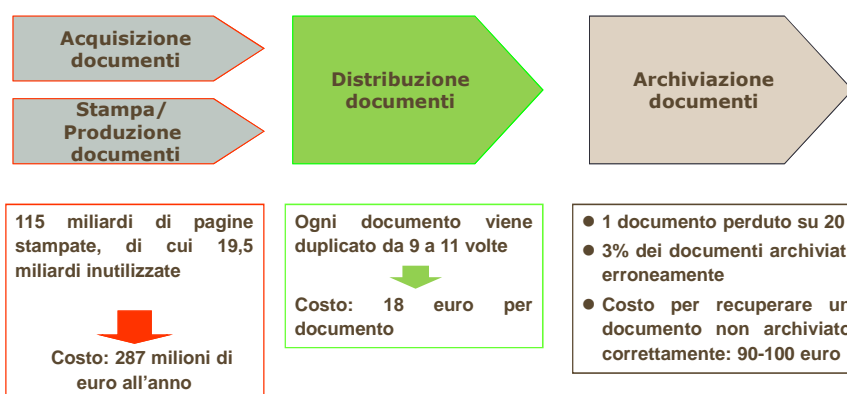 Acquisizione
documenti
Stampa/
Produzione
documenti
Distribuzione
documenti
Archiviazione
documenti
115 miliardi di pagine
stampate, di cui 19,5
miliardi inutilizzate
Costo: 287 milioni di
euro all'anno
Ogni documento viene
duplicato da 9 a 11 volte
Costo: 18 euro per
documento
● 1 documento perduto su 20
● 3% dei documenti archiviat
erroneamente
● Costo per recuperare un
documento non archiviato
correttamente: 90-100 euro